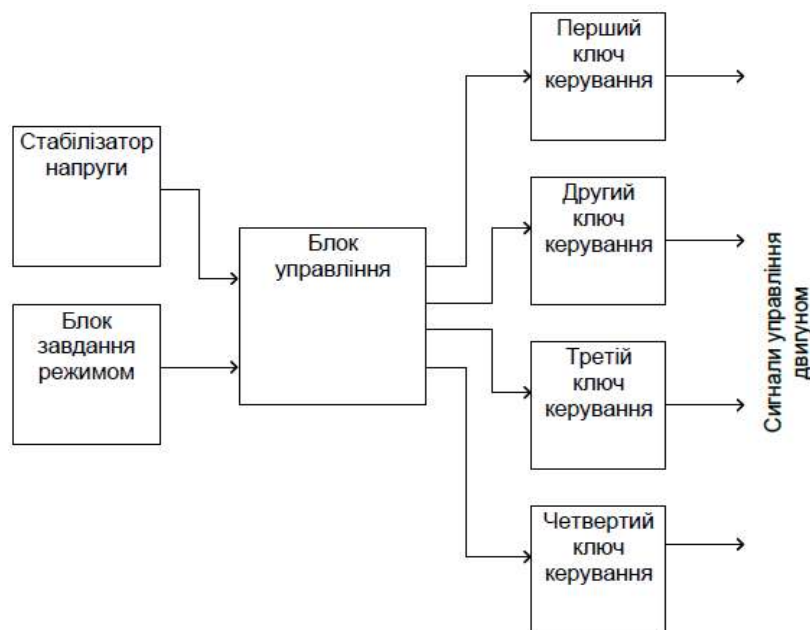 Перший
ключ
керування
Стабілізатор
напруги
Другий
ключ
керування
Блок
управління
Блок
завдання
режимом
Третій
ключ
керування
Четвертий
ключ
керування
Сигнали управління
двигуном